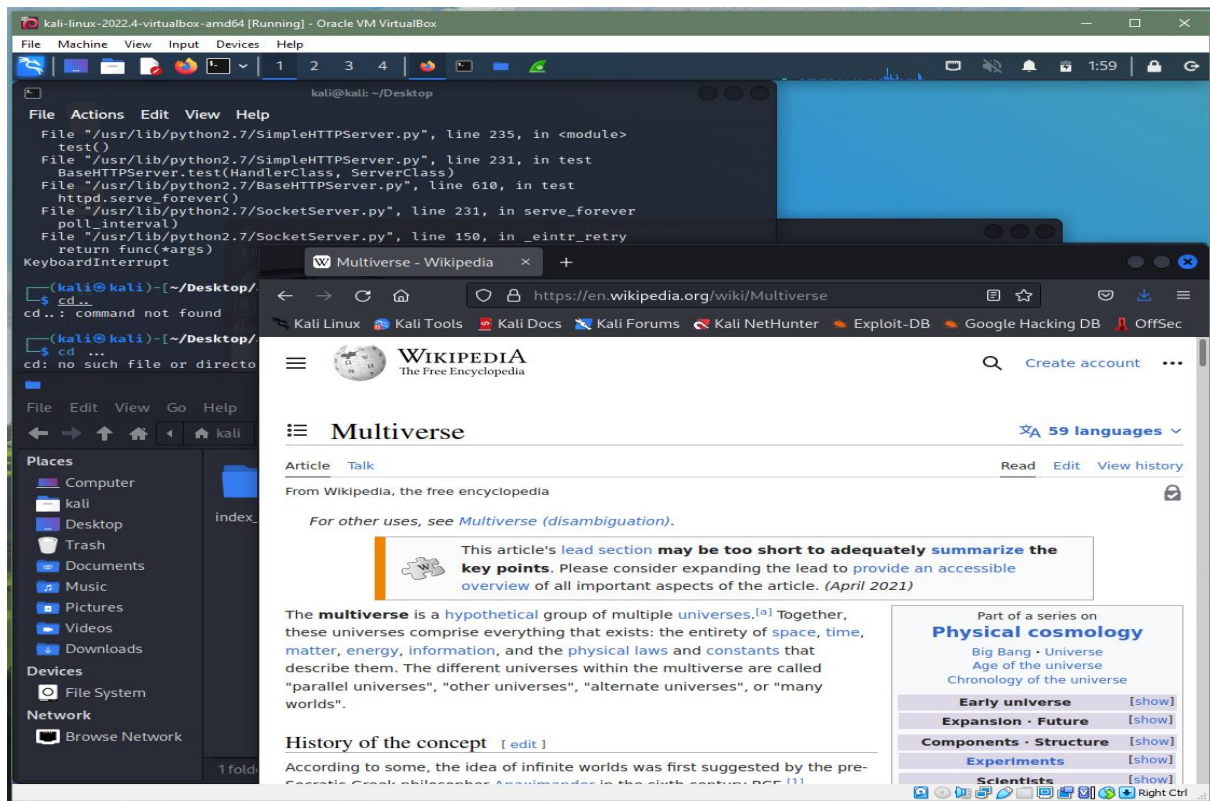 kali-linux-2022.4-virtualbox-amd64 [Running] - Oracle VM VirtualBox
File Machine View Input Devices Help
1 2 3 4 1:59
kali@kali: ~/Desktop
File Actions Edit View Help
File "/usr/lib/python2.7/SimpleHTTPServer.py", line 235, in <module>
test()
File "/usr/lib/python2.7/SimpleHTTPServer.py", line 231, in test
BaseHTTPServer.test(HandlerClass, ServerClass)
File "/usr/lib/python2.7/BaseHTTPServer.py", line 610, in test
httpd.serve_forever()
File "/usr/lib/python2.7/SocketServer.py", line 231, in serve_forever
poll_interval)
File "/usr/lib/python2.7/SocketServer.py", line 150, in _eintr_retry
return func(*args)
KeyboardInterrupt
(kali㉿kali)-[~/Desktop/
$ cd..
cd..: command not found
(kali㉿kali)-[~/Desktop/
$ cd ...
cd: no such file or directo
File Edit View Go Help
kali
Places
Computer
kali
Desktop
Trash
Documents
Music
Pictures
Videos
Downloads
Devices
File System
Network
Browse Network
index_
1 fold
Multiverse - Wikipedia × +
https://en.wikipedia.org/wiki/Multiverse
Kali Linux Kali Tools Kali Docs Kali Forums Kali NetHunter Exploit-DB Google Hacking DB OffSec
WIKIPEDIA
The Free Encyclopedia
Create account
Multiverse
59 languages
Article Talk Read Edit View history
From Wikipedia, the free encyclopedia
For other uses, see Multiverse (disambiguation).
This article's lead section may be too short to adequately summarize the
key points. Please consider expanding the lead to provide an accessible
overview of all important aspects of the article. (April 2021)
The multiverse is a hypothetical group of multiple universes.[a] Together,
these universes comprise everything that exists: the entirety of space, time,
matter, energy, information, and the physical laws and constants that
describe them. The different universes within the multiverse are called
"parallel universes", "other universes", "alternate universes", or "many
worlds".
History of the concept [ edit ]
According to some, the idea of infinite worlds was first suggested by the pre-
Socratic Greek philosopher Anaximander in the sixth century BCE.[1]
Part of a series on
Physical cosmology
Big Bang · Universe
Age of the universe
Chronology of the universe
Early universe [show]
Expansion · Future [show]
Components · Structure [show]
Experiments [show]
Scientists [show]
Right Ctrl